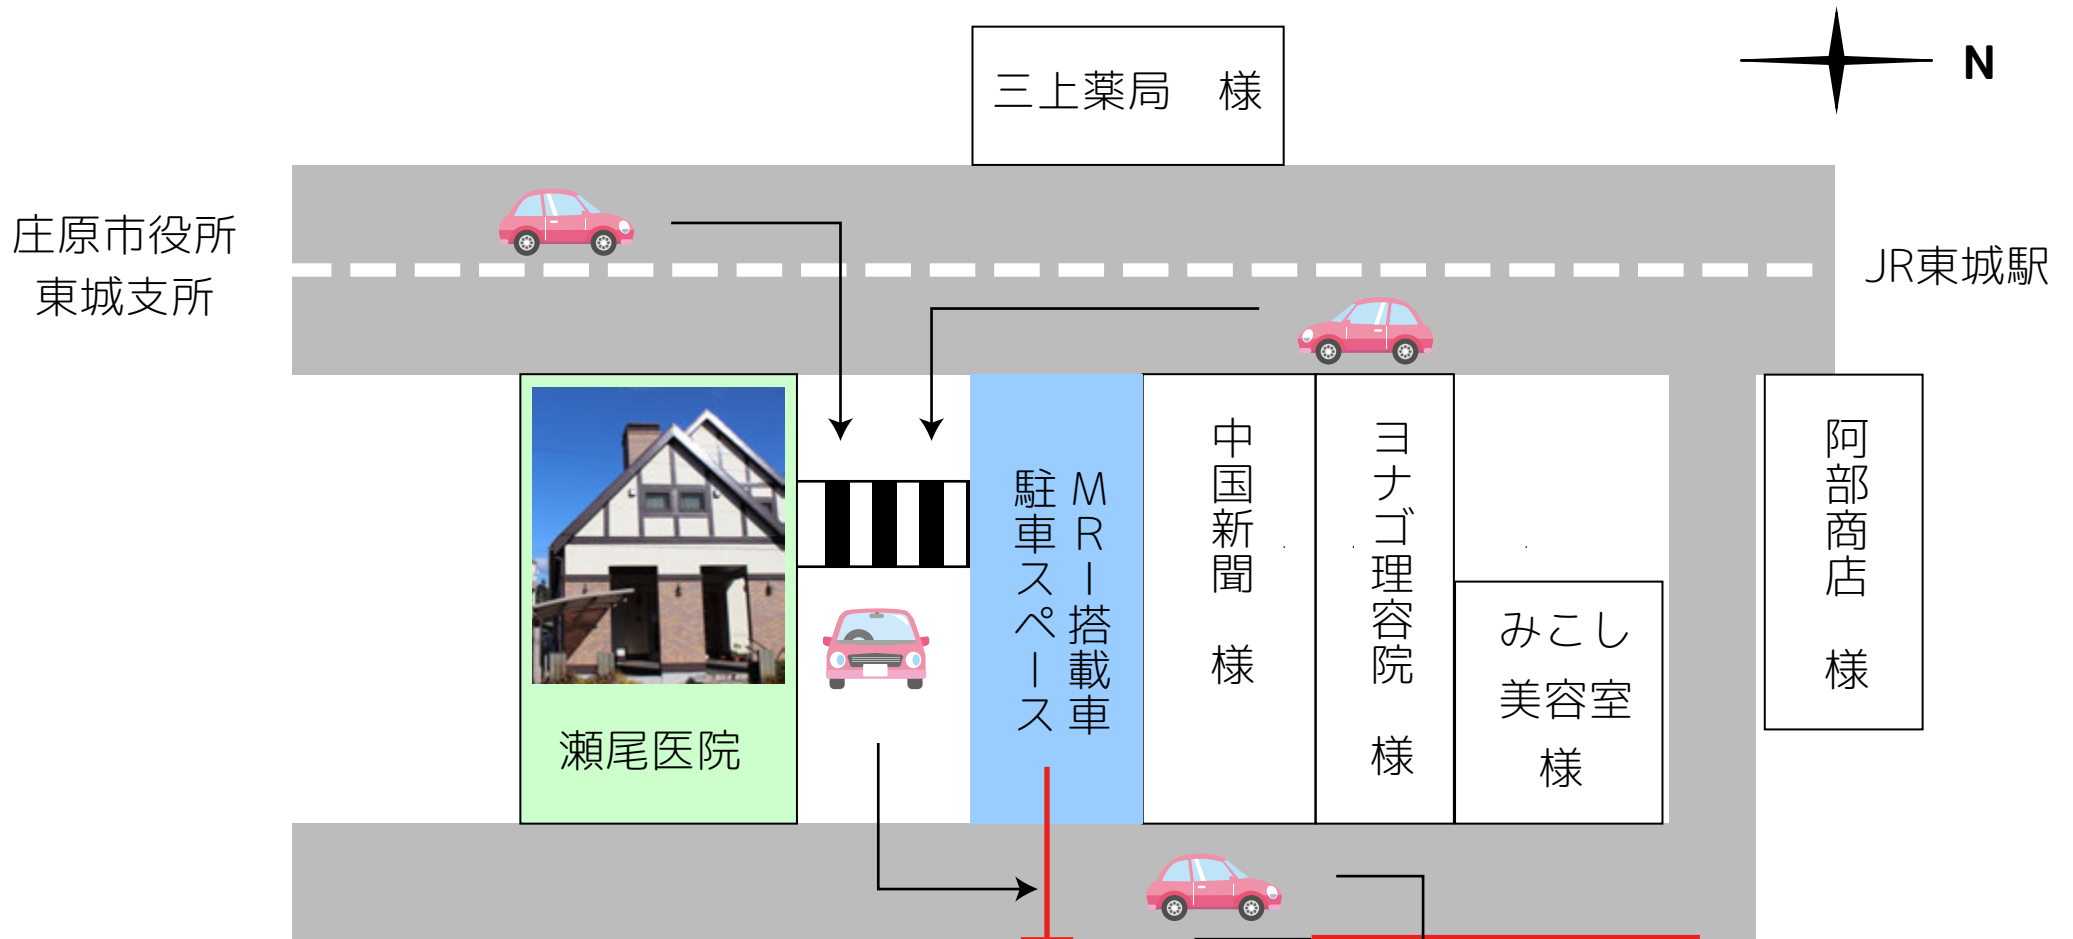 三上薬局　様
N
庄原市役所
東城支所
JR東城駅
瀬尾医院
MRI搭載車
駐車スペース
中国新聞　様
ヨナゴ理容院　様
みこし
美容室
様
阿部商店　様